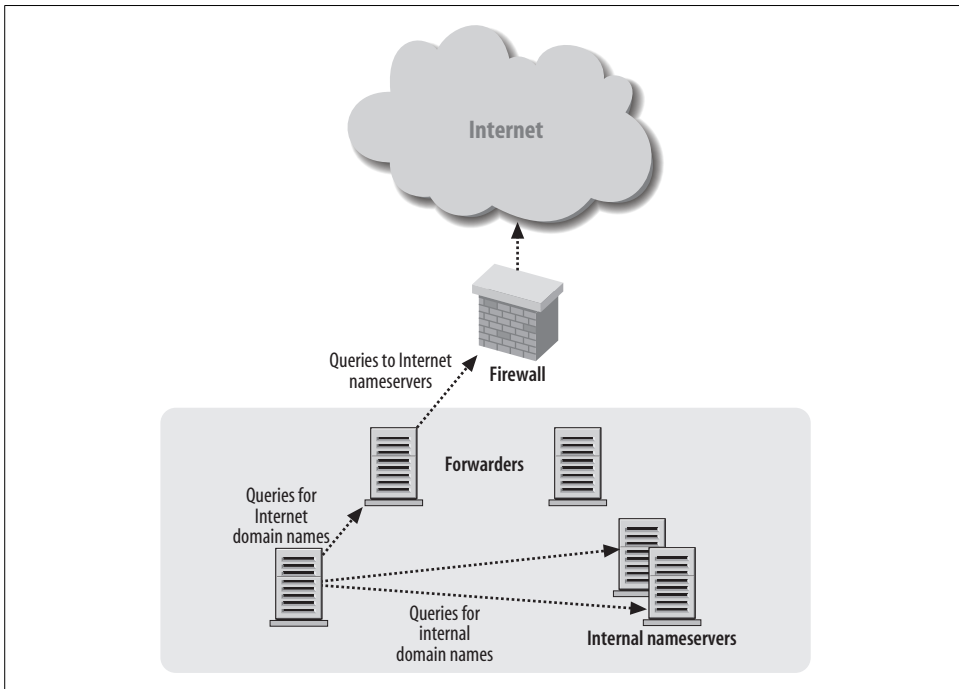 Internet
Queries to Internet
nameservers
Firewall
Forwarders
Queries for
Internet
domain names
Queries for
internal
domain names
Internal nameservers